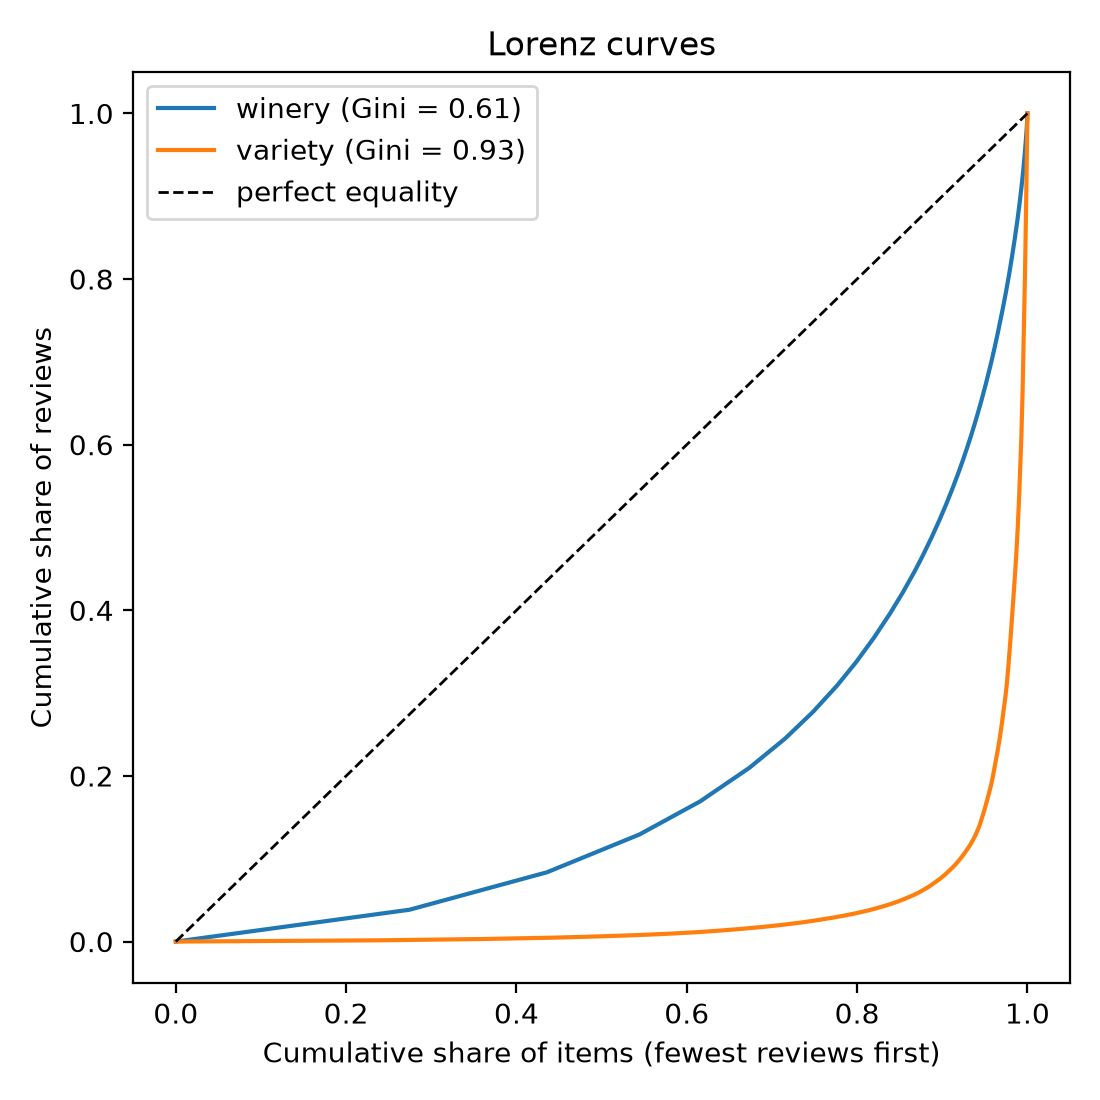 Lorenz curves
winery (Gini = 0.61)
variety (Gini = 0.93)
perfect equality
1.0
0.8
0.6
0.4
0.2
0.0
Cumulative share of reviews
0.0 0.2 0.4 0.6 0.8 1.0
Cumulative share of items (fewest reviews first)